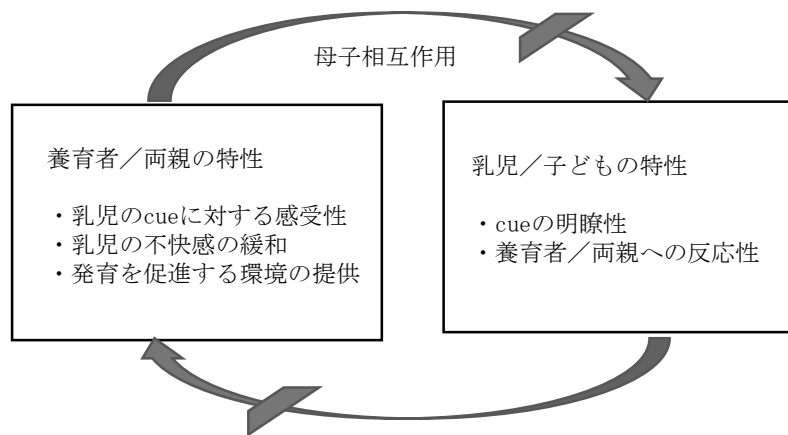 母子相互作用
養育者／両親の特性
・乳児のcueに対する感受性
・乳児の不快感の緩和
・発育を促進する環境の提供
乳児／子どもの特性
・cueの明瞭性
・養育者／両親への反応性